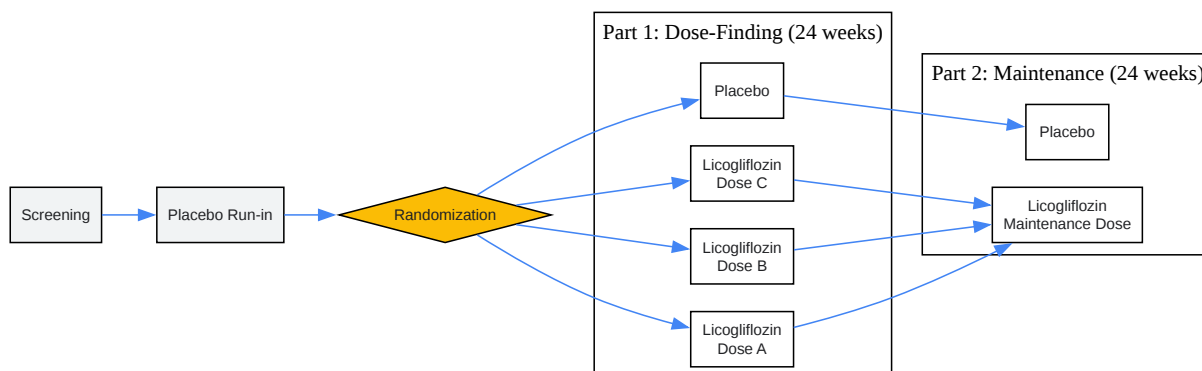 Part 1: Dose-Finding (24 weeks)
Part 2: Maintenance (24 weeks)
Screening
Placebo Run-in
Randomization
Placebo
Licogliflozin
Dose C
Licogliflozin
Dose B
Licogliflozin
Dose A
Placebo
Licogliflozin
Maintenance Dose